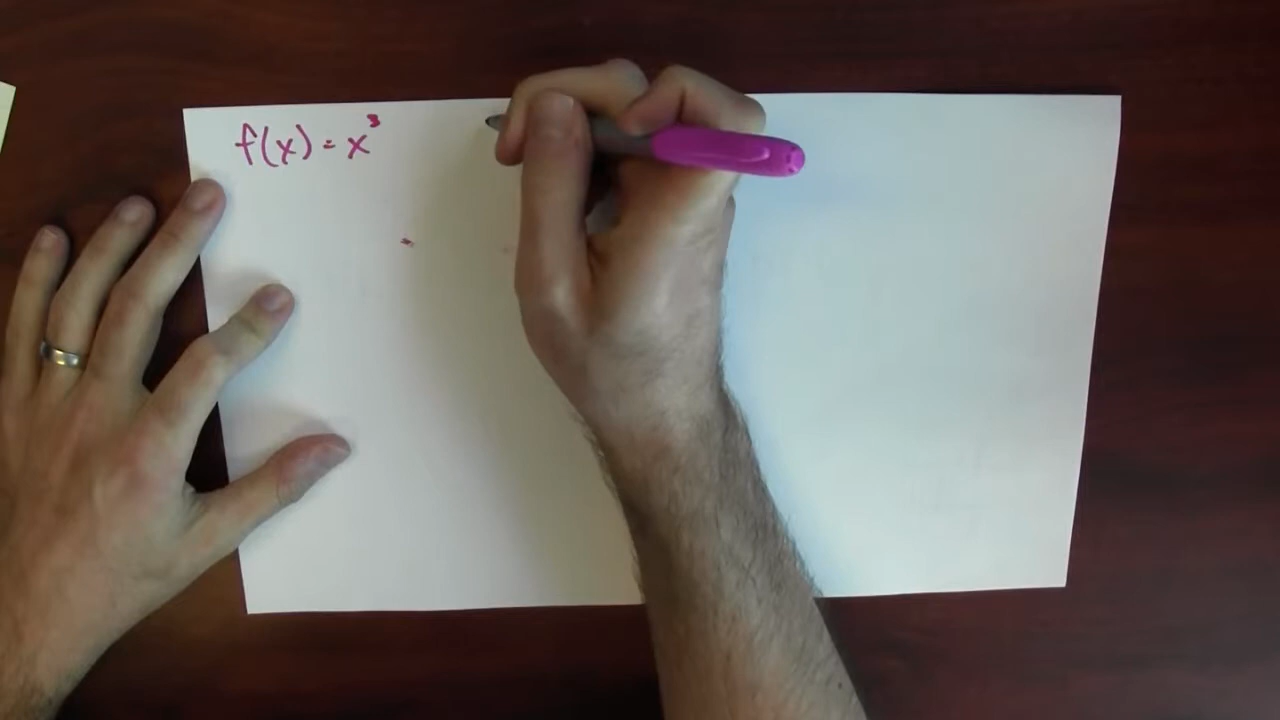 f(x) = x³